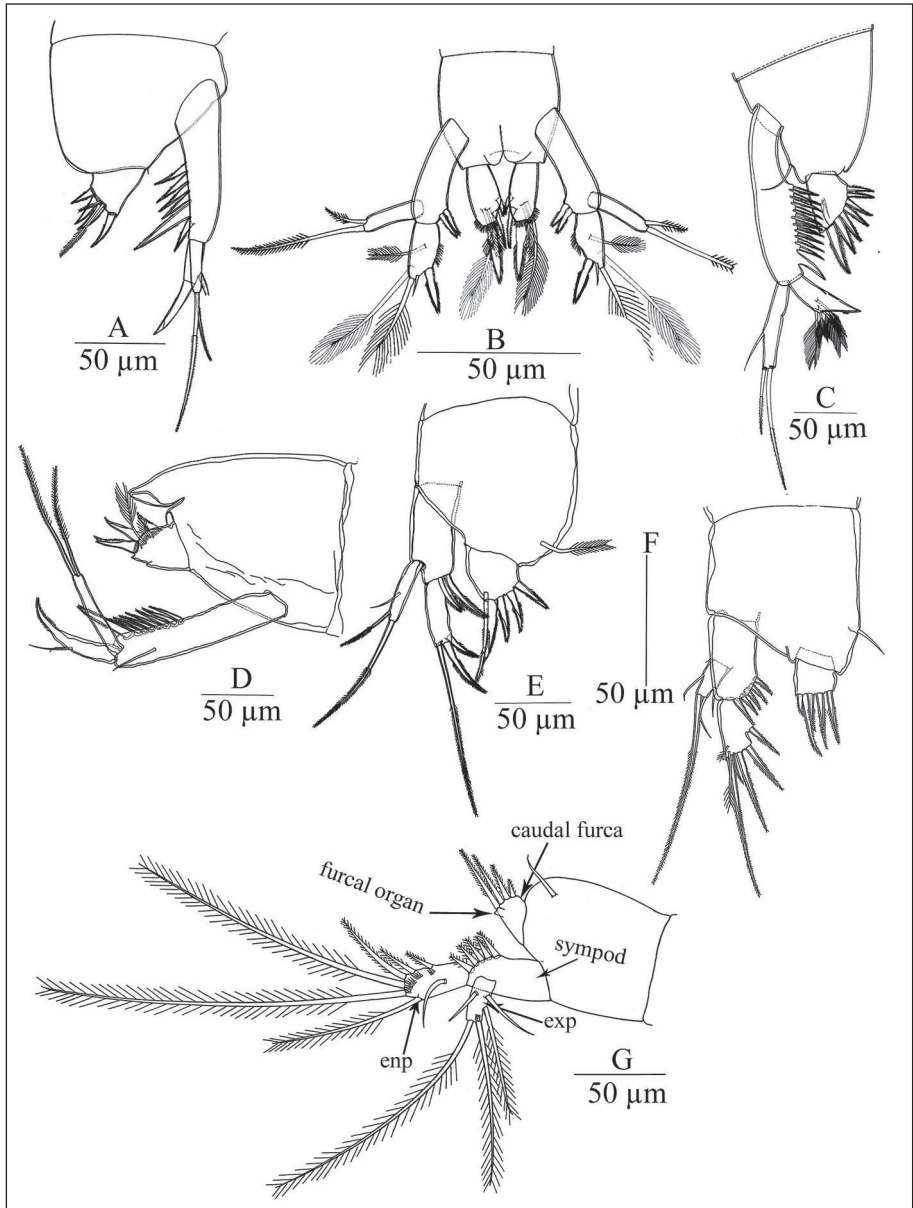 A
50 µm
B
50 µm
C
50 µm
D
50 µm
E
50 µm
F
50 µm
caudal furca
furcal organ
sympod
exp
enp
G
50 µm